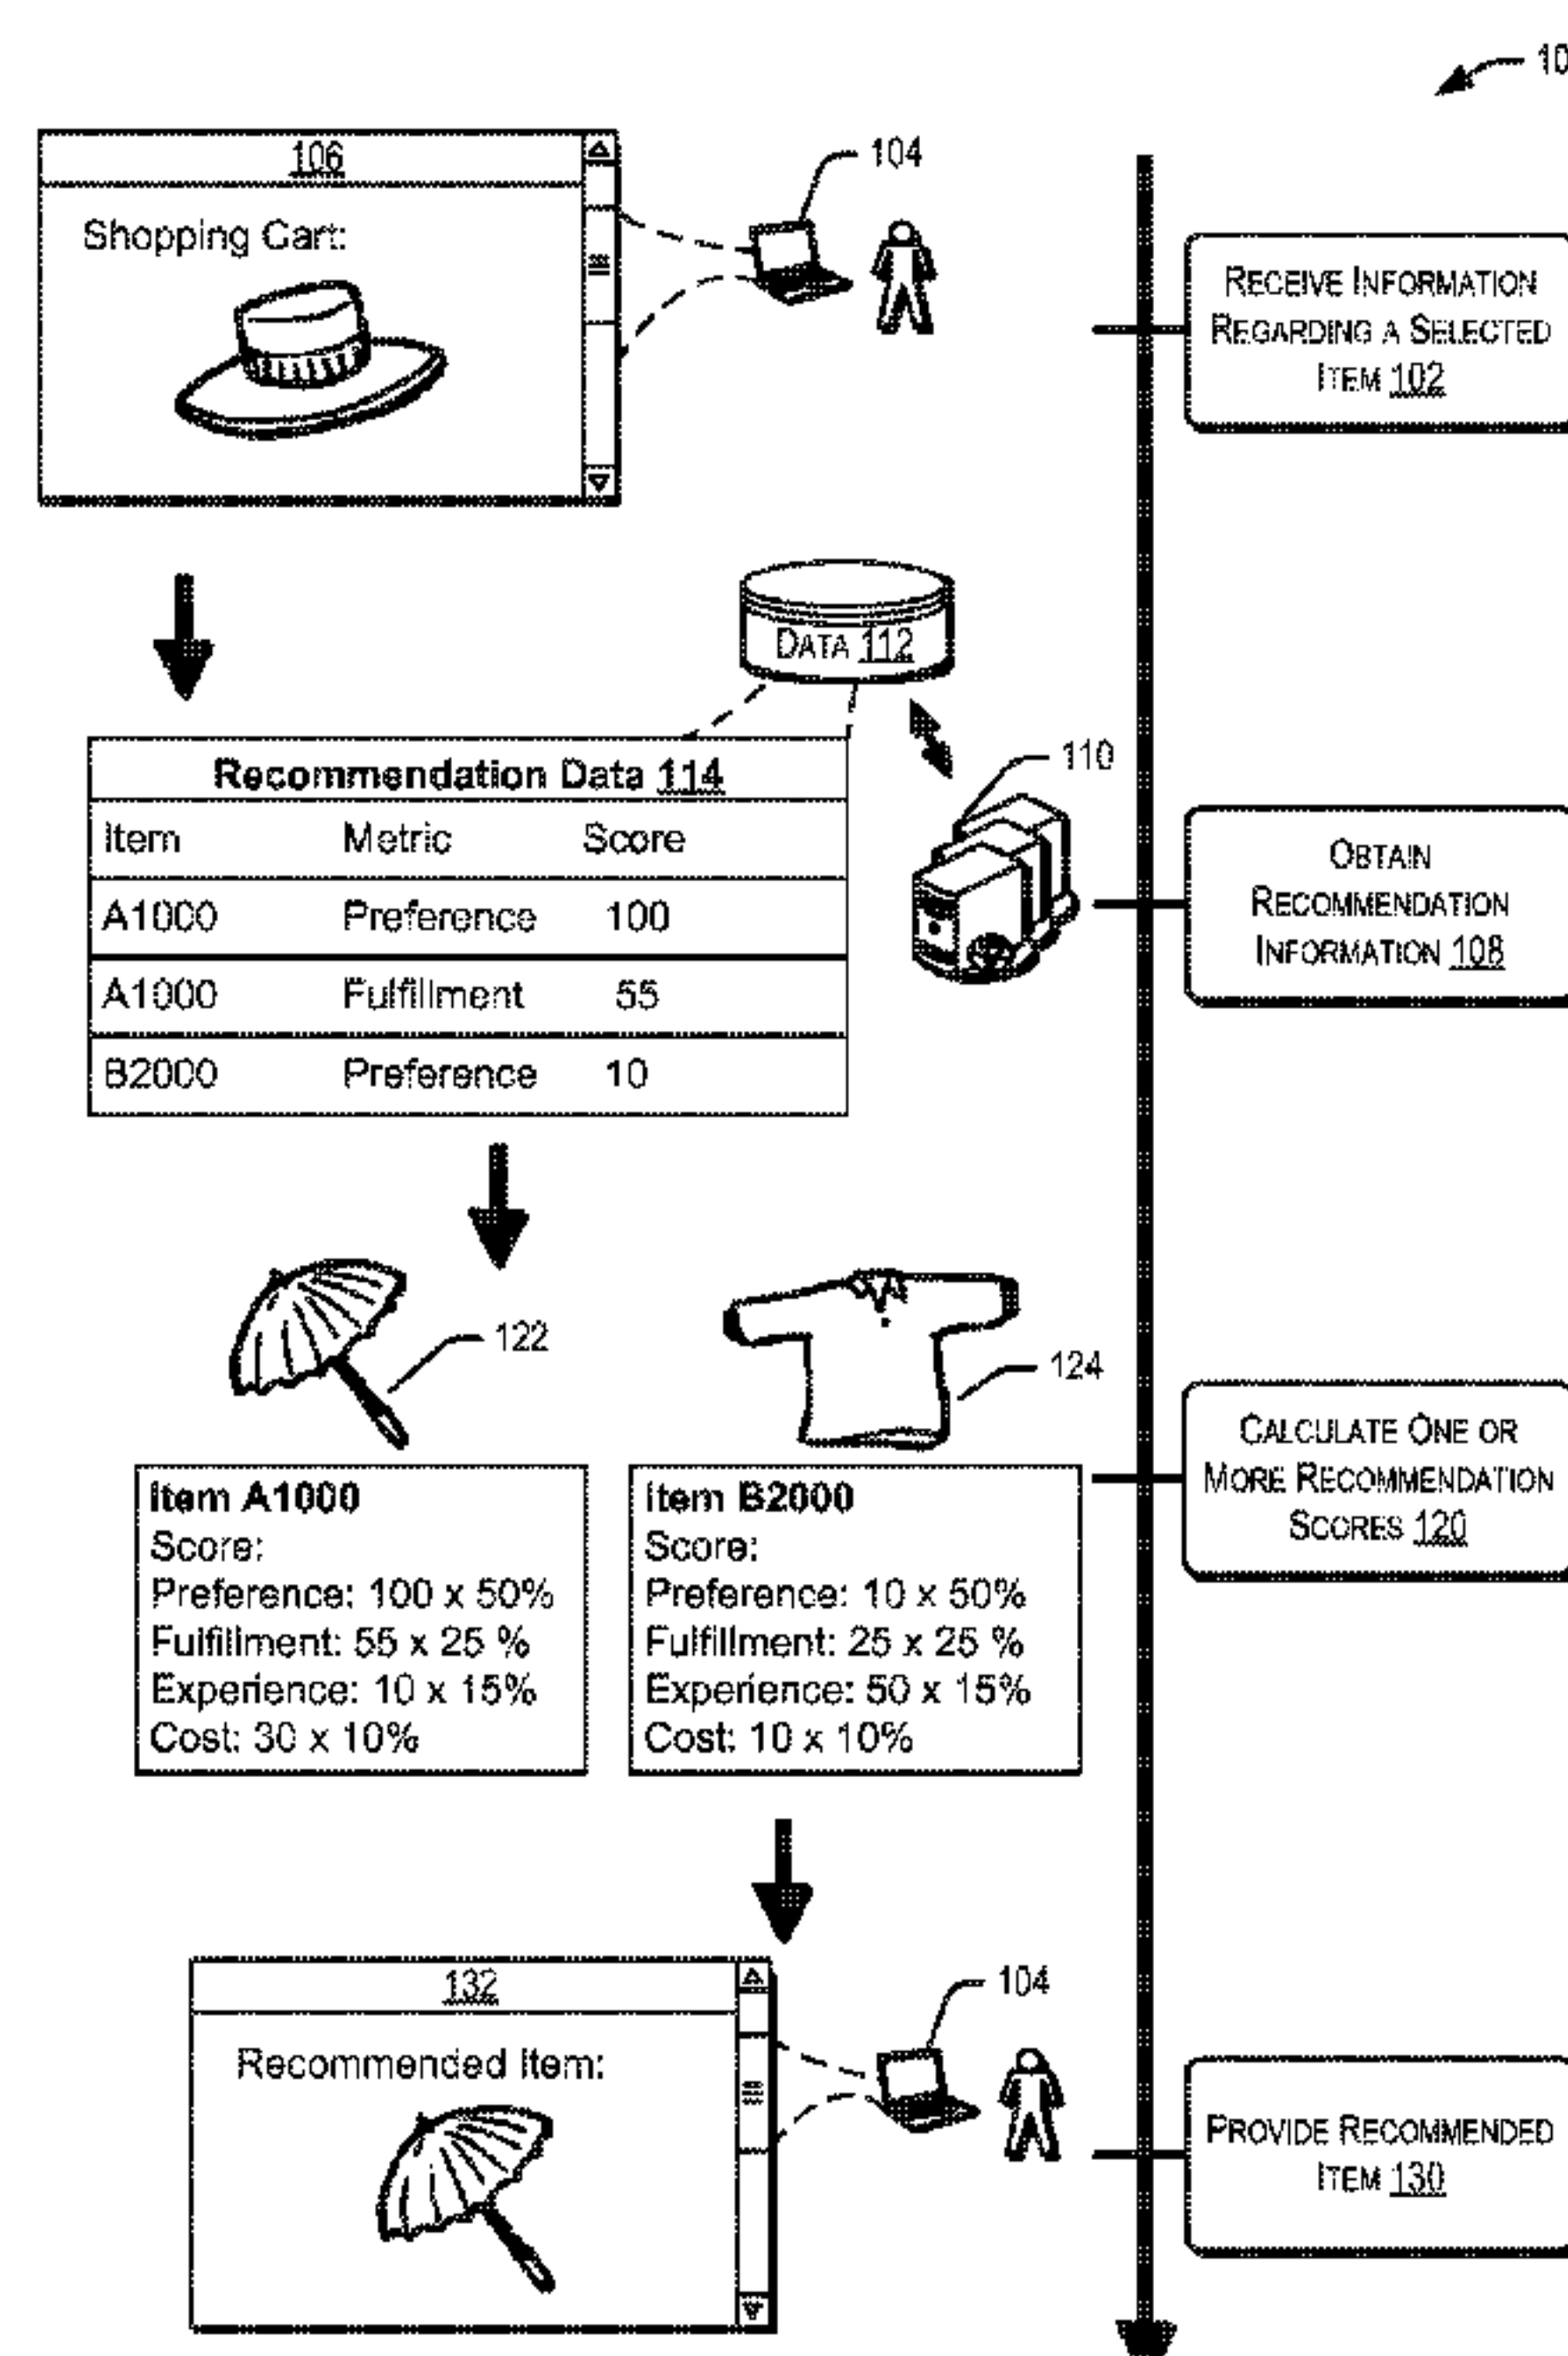 10
106
Shopping Cart:
104
RECEIVE INFORMATION
REGARDING A SELECTED
ITEM 102
DATA 112
Recommendation Data 114
Item Metric Score
A1000 Preference 100
A1000 Fulfillment 55
B2000 Preference 10
110
OBTAIN
RECOMMENDATION
INFORMATION 108
122
124
Item A1000
Score:
Preference: 100 x 50%
Fulfillment: 55 x 25 %
Experience: 10 x 15%
Cost: 30 x 10%
Item B2000
Score:
Preference: 10 x 50%
Fulfillment: 25 x 25 %
Experience: 50 x 15%
Cost: 10 x 10%
CALCULATE ONE OR
MORE RECOMMENDATION
SCORES 120
132
Recommended Item:
104
PROVIDE RECOMMENDED
ITEM 130